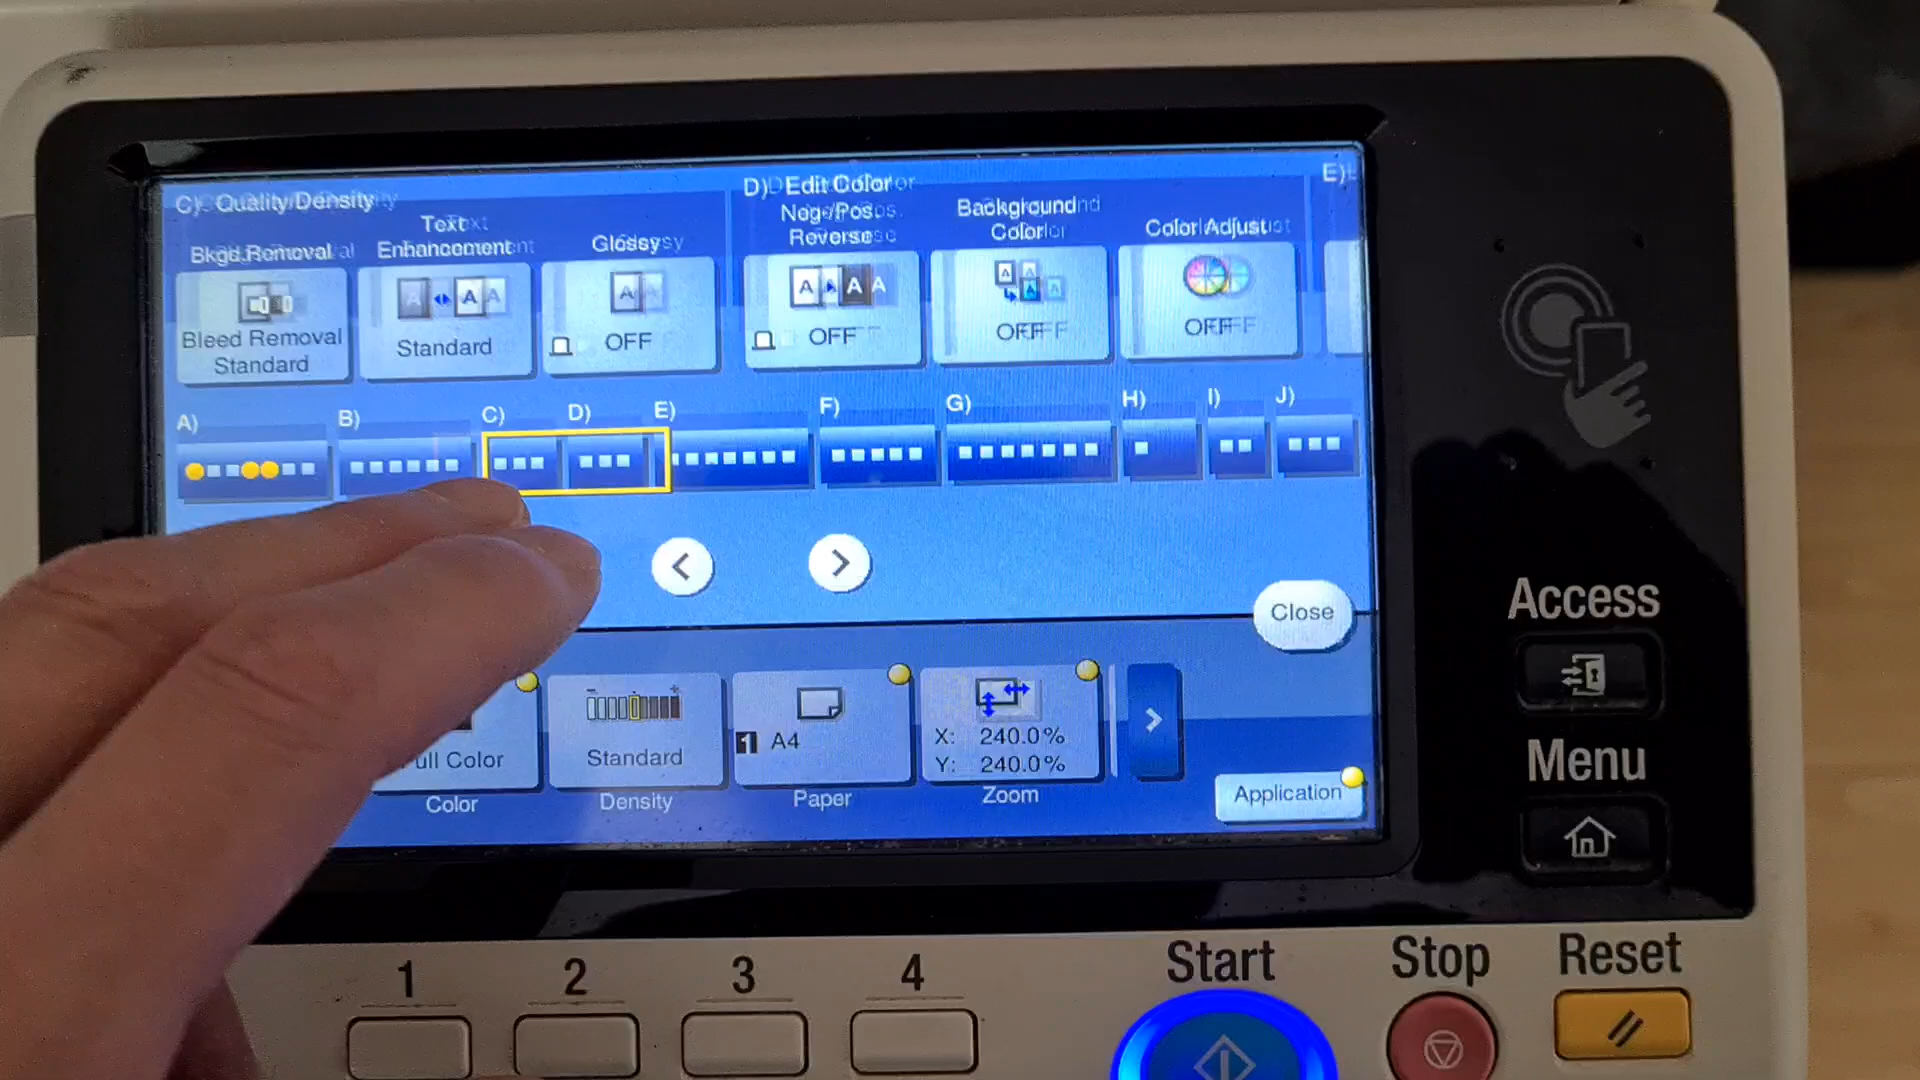 C) Quality/Density
D) Edit Color
E)
Bkgd. Removal
Text
Enhancement
Glossy
Neg-/Pos.
Reverse
Background
Color
Color Adjust
Bleed Removal
Standard
Standard
OFF
OFF
OFF
OFF
A) B) C) D) E) F) G) H) I) J)
< >
Close
ull Color
Standard
1 A4
X: 240.0%
Y: 240.0%
>
Color
Density
Paper
Zoom
Application
Access
Menu
1 2 3 4
Start
Stop
Reset